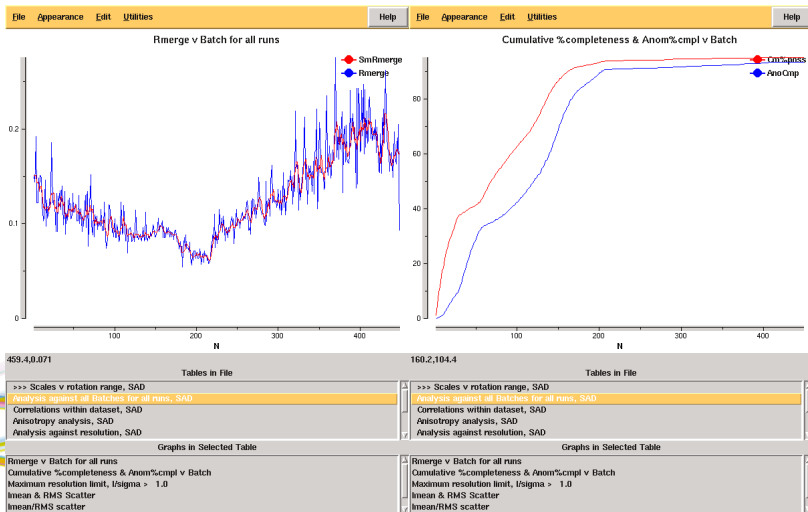 File Appearance Edit Utilities Help
Rmerge v Batch for all runs
SmRmerge
Rmerge
0.2
0.1
0
100 200 300 400
N
459.4,0.071
Tables in File
>>> Scales v rotation range, SAD
Analysis against all Batches for all runs, SAD
Correlations within dataset, SAD
Anisotropy analysis, SAD
Analysis against resolution, SAD
Graphs in Selected Table
Rmerge v Batch for all runs
Cumulative %completeness & Anom%cmpl v Batch
Maximum resolution limit, I/sigma > 1.0
Imean & RMS Scatter
Imean/RMS scatter
File Appearance Edit Utilities Help
Cumulative %completeness & Anom%cmpl v Batch
Cm%poss
AnoCmp
80
60
40
20
0
100 200 300 400
N
160.2,104.4
Tables in File
>>> Scales v rotation range, SAD
Analysis against all Batches for all runs, SAD
Correlations within dataset, SAD
Anisotropy analysis, SAD
Analysis against resolution, SAD
Graphs in Selected Table
Rmerge v Batch for all runs
Cumulative %completeness & Anom%cmpl v Batch
Maximum resolution limit, I/sigma > 1.0
Imean & RMS Scatter
Imean/RMS scatter